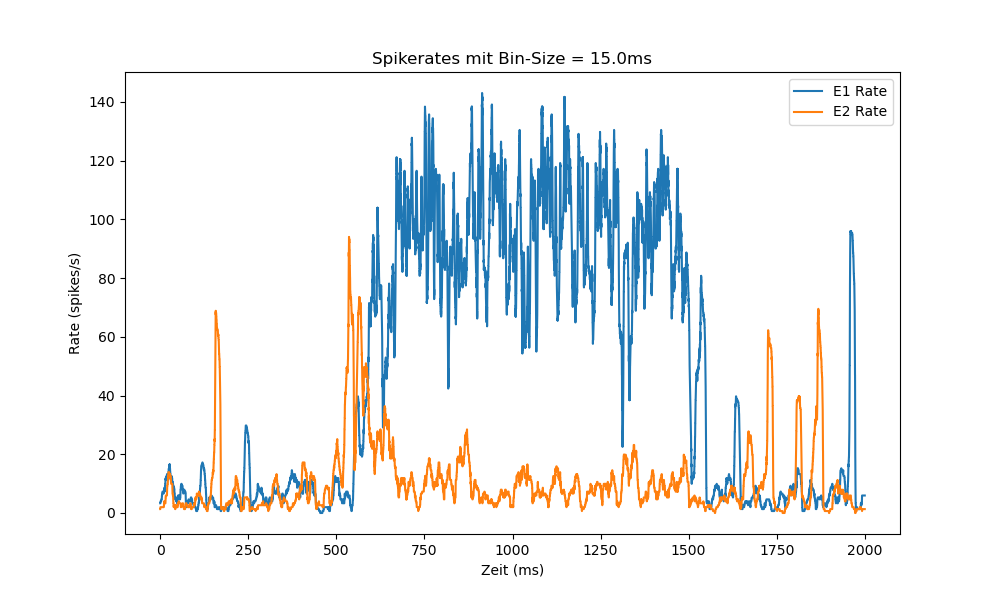 Spikerates mit Bin-Size = 15.0ms
E1 Rate
E2 Rate
Rate (spikes/s)
140
120
100
80
60
40
20
0
0 250 500 750 1000 1250 1500 1750 2000
Zeit (ms)